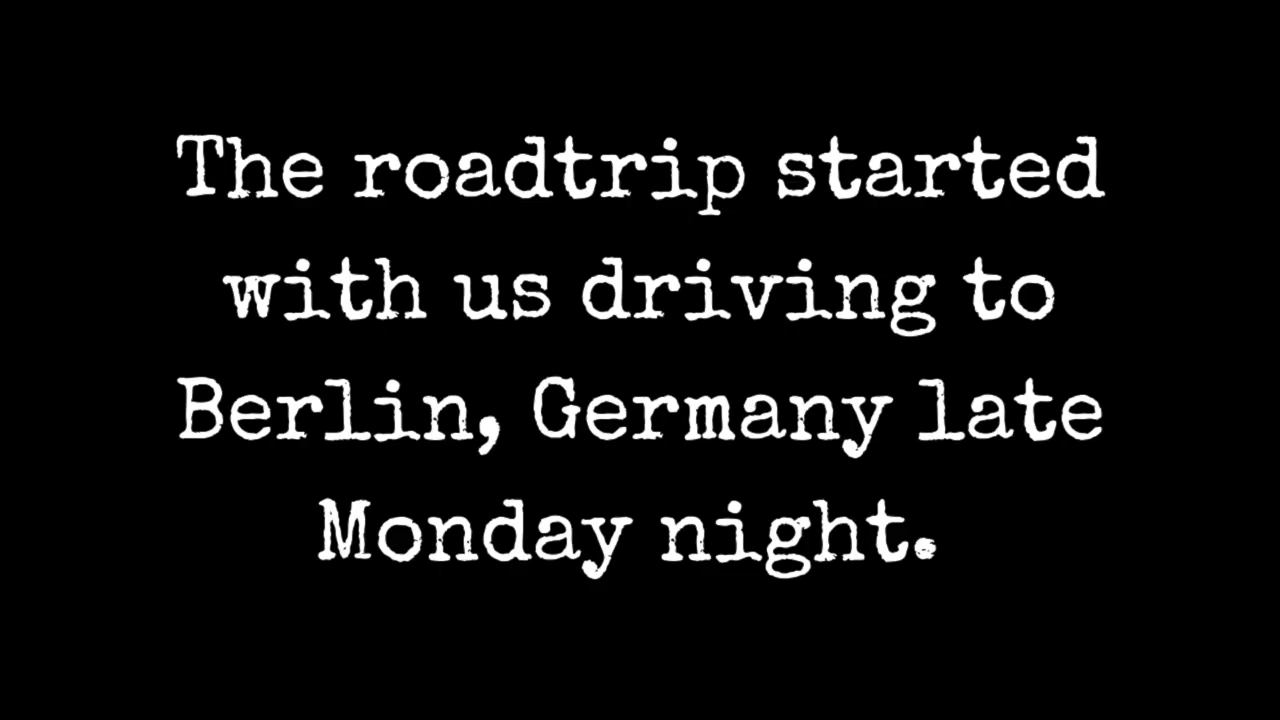 The roadtrip started
with us driving to
Berlin, Germany late
Monday night.